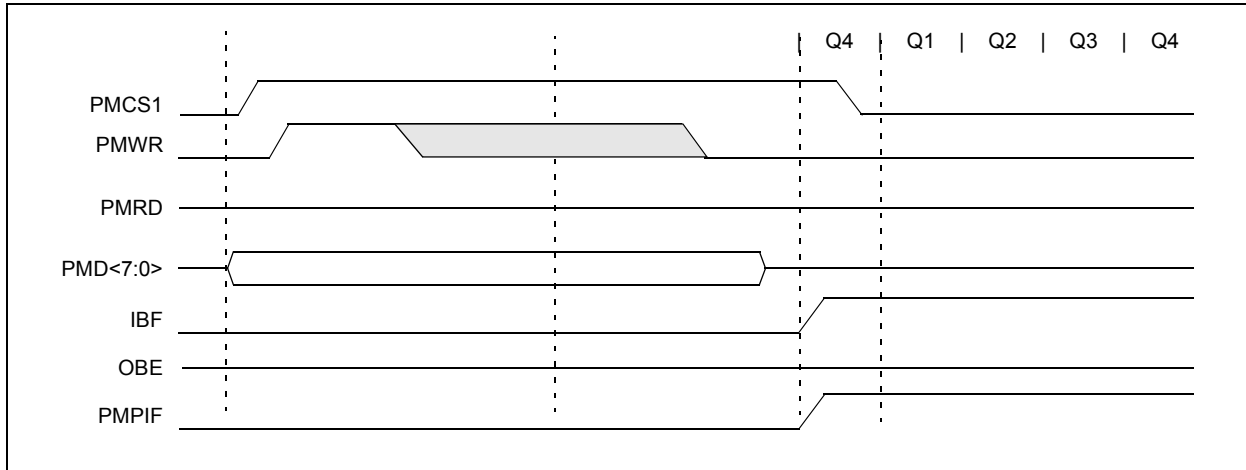 | Q4 | Q1 | Q2 | Q3 | Q4
PMCS1
PMWR
PMRD
PMD<7:0>
IBF
OBE
PMPIF